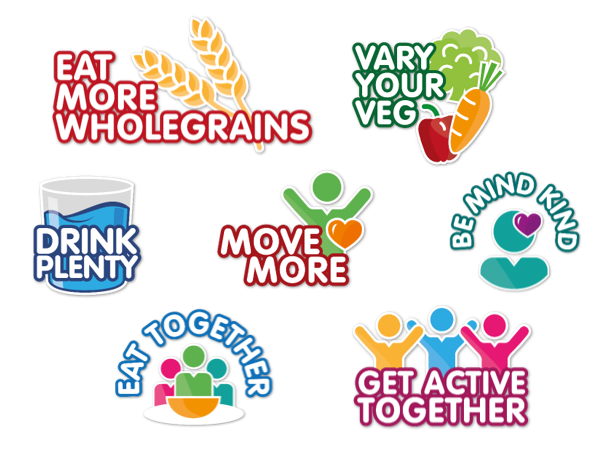 EAT
MORE
WHOLEGRAINS
VARY
YOUR
VEG
DRINK
PLENTY
MOVE
MORE
BE MIND KIND
EAT TOGETHER
GET ACTIVE
TOGETHER